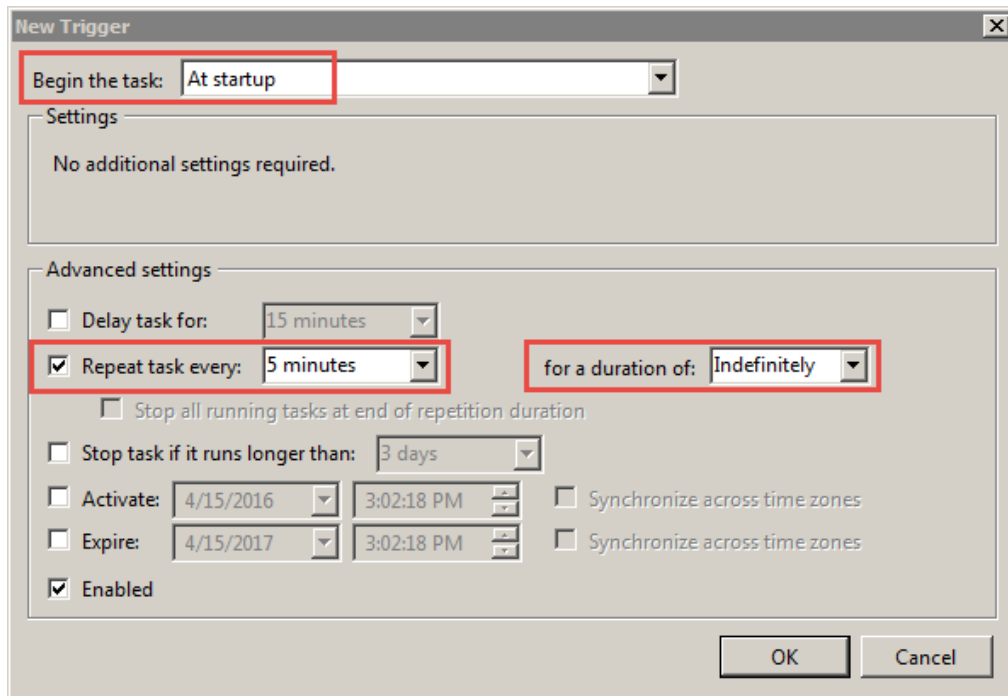 New Trigger
Begin the task: At startup
Settings
No additional settings required.
Advanced settings
Delay task for: 15 minutes
Repeat task every: 5 minutes for a duration of: Indefinitely
Stop all running tasks at end of repetition duration
Stop task if it runs longer than: 3 days
Activate: 4/15/2016 3:02:18 PM Synchronize across time zones
Expire: 4/15/2017 3:02:18 PM Synchronize across time zones
Enabled
OK Cancel